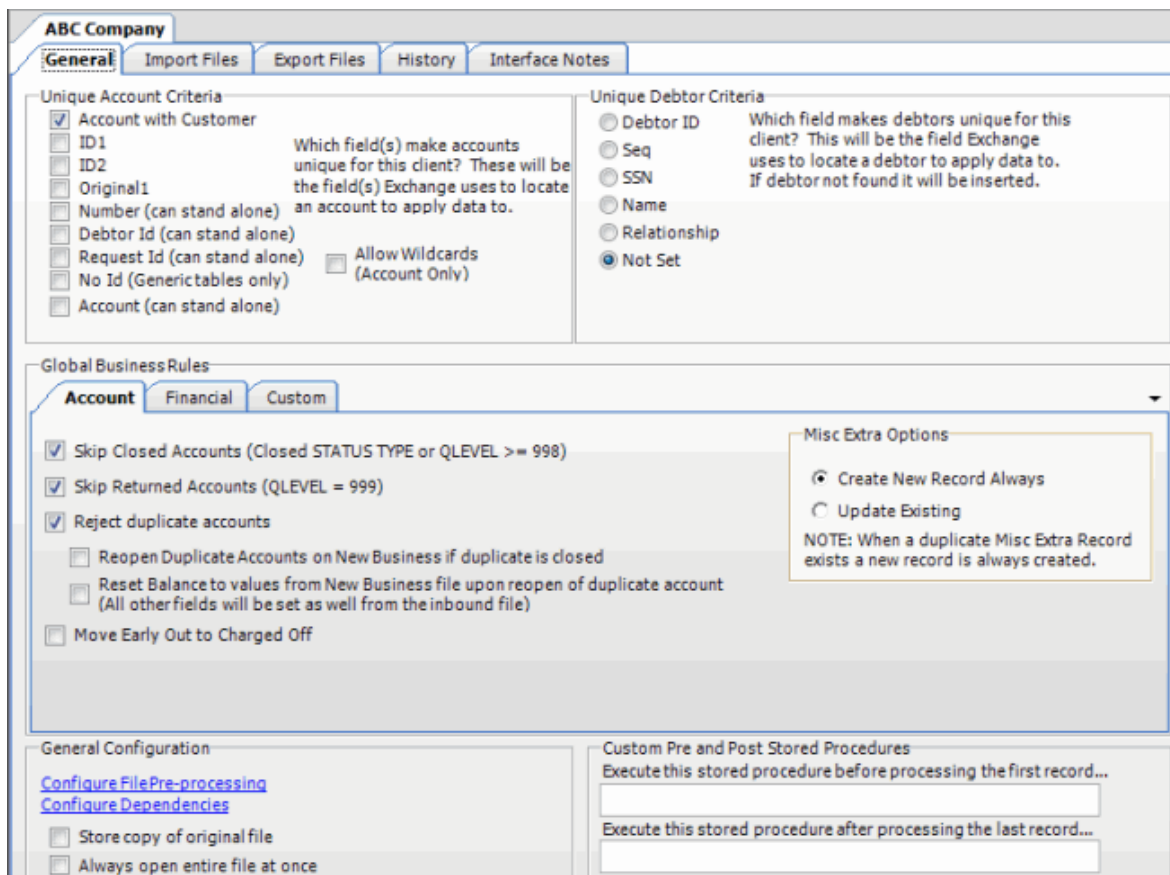 ABC Company
General
Import Files
Export Files
History
Interface Notes
Unique Account Criteria
Account with Customer
ID1
ID2
Original1
Number (can stand alone)
Debtor Id (can stand alone)
Request Id (can stand alone)
No Id (Generic tables only)
Account (can stand alone)
Which field(s) make accounts
unique for this client? These will be
the field(s) Exchange uses to locate
an account to apply data to.
Allow Wildcards
(Account Only)
Unique Debtor Criteria
Debtor ID
Seq
SSN
Name
Relationship
Not Set
Which field makes debtors unique for this
client? This will be the field Exchange
uses to locate a debtor to apply data to.
If debtor not found it will be inserted.
Global Business Rules
Account
Financial
Custom
Skip Closed Accounts (Closed STATUS TYPE or QLEVEL >= 998)
Skip Returned Accounts (QLEVEL = 999)
Reject duplicate accounts
Reopen Duplicate Accounts on New Business if duplicate is closed
Reset Balance to values from New Business file upon reopen of duplicate account
(All other fields will be set as well from the inbound file)
Move Early Out to Charged Off
Misc Extra Options
Create New Record Always
Update Existing
NOTE: When a duplicate Misc Extra Record
exists a new record is always created.
General Configuration
Configure File Pre-processing
Configure Dependencies
Store copy of original file
Always open entire file at once
Custom Pre and Post Stored Procedures
Execute this stored procedure before processing the first record...
Execute this stored procedure after processing the last record...